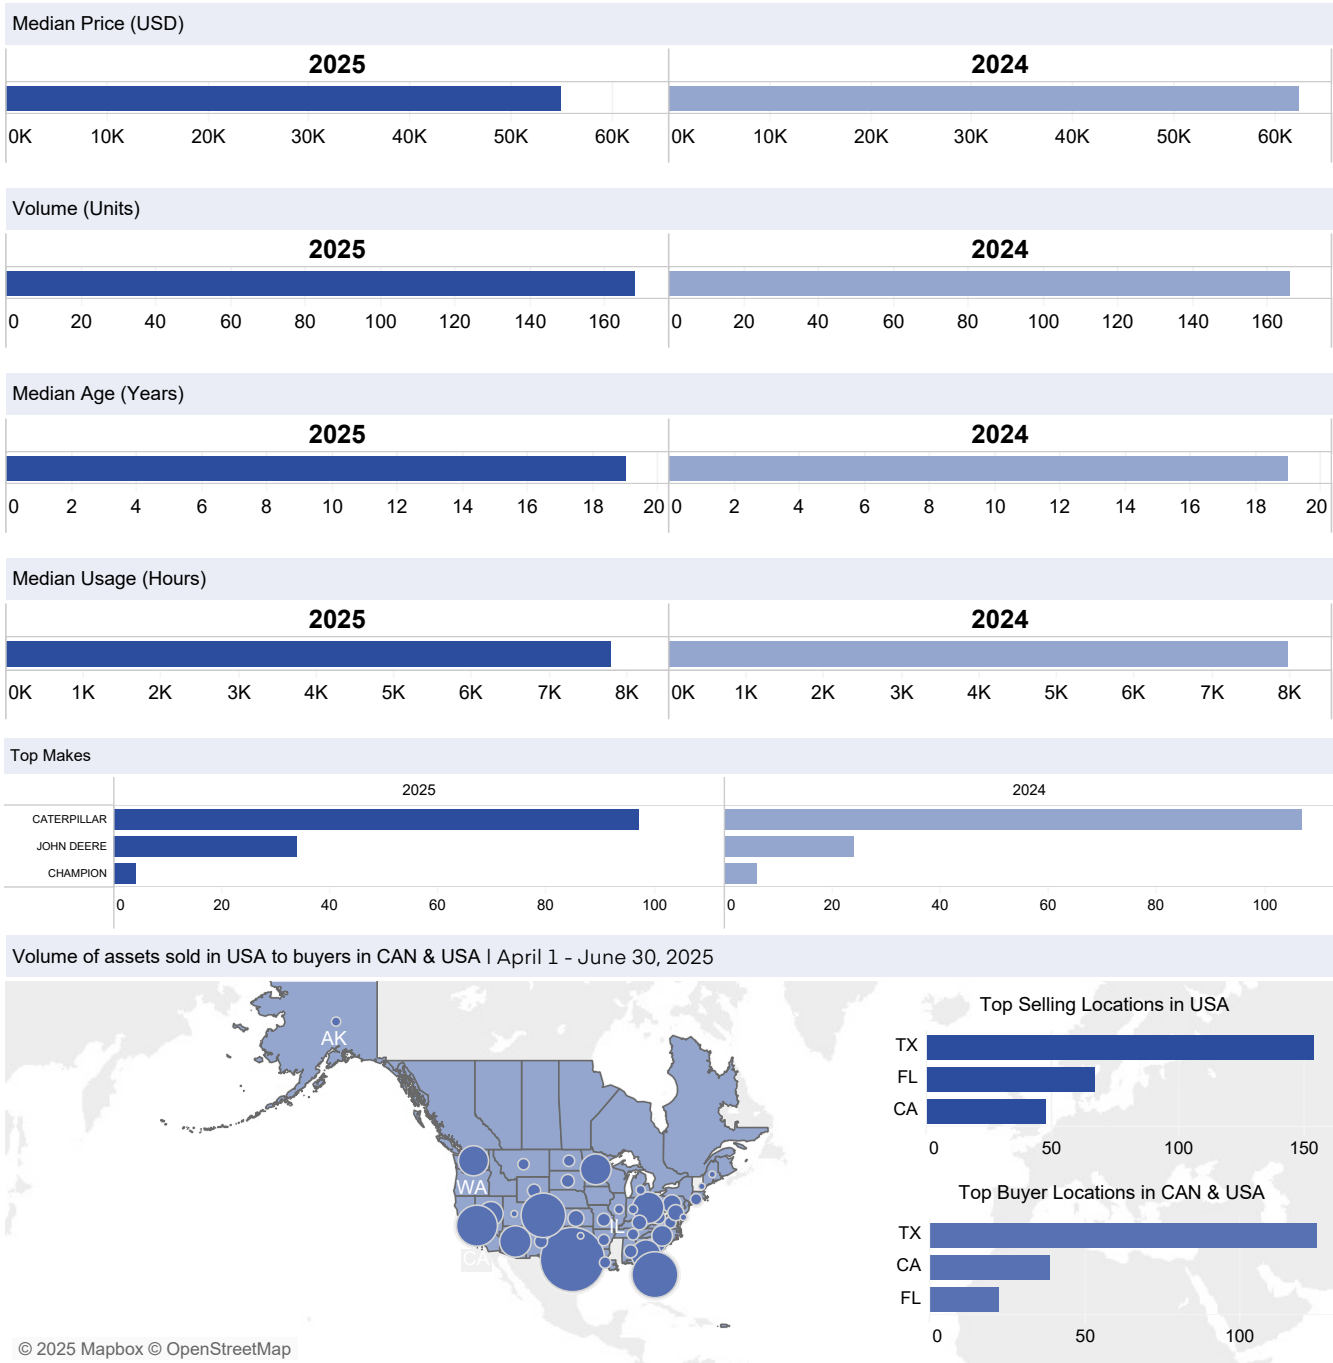 Median Price (USD)
2025 2024
0K 10K 20K 30K 40K 50K 60K 0K 10K 20K 30K 40K 50K 60K
Volume (Units)
2025 2024
0 20 40 60 80 100 120 140 160 0 20 40 60 80 100 120 140 160
Median Age (Years)
2025 2024
0 2 4 6 8 10 12 14 16 18 20 0 2 4 6 8 10 12 14 16 18 20
Median Usage (Hours)
2025 2024
0K 1K 2K 3K 4K 5K 6K 7K 8K 0K 1K 2K 3K 4K 5K 6K 7K 8K
Top Makes
2025 2024
CATERPILLAR
JOHN DEERE
CHAMPION
0 20 40 60 80 100 0 20 40 60 80 100
Volume of assets sold in USA to buyers in CAN & USA | April 1 - June 30, 2025
AK
WA
IL
CA
Top Selling Locations in USA
TX
FL
CA
0 50 100 150
Top Buyer Locations in CAN & USA
TX
CA
FL
0 50 100
© 2025 Mapbox © OpenStreetMap